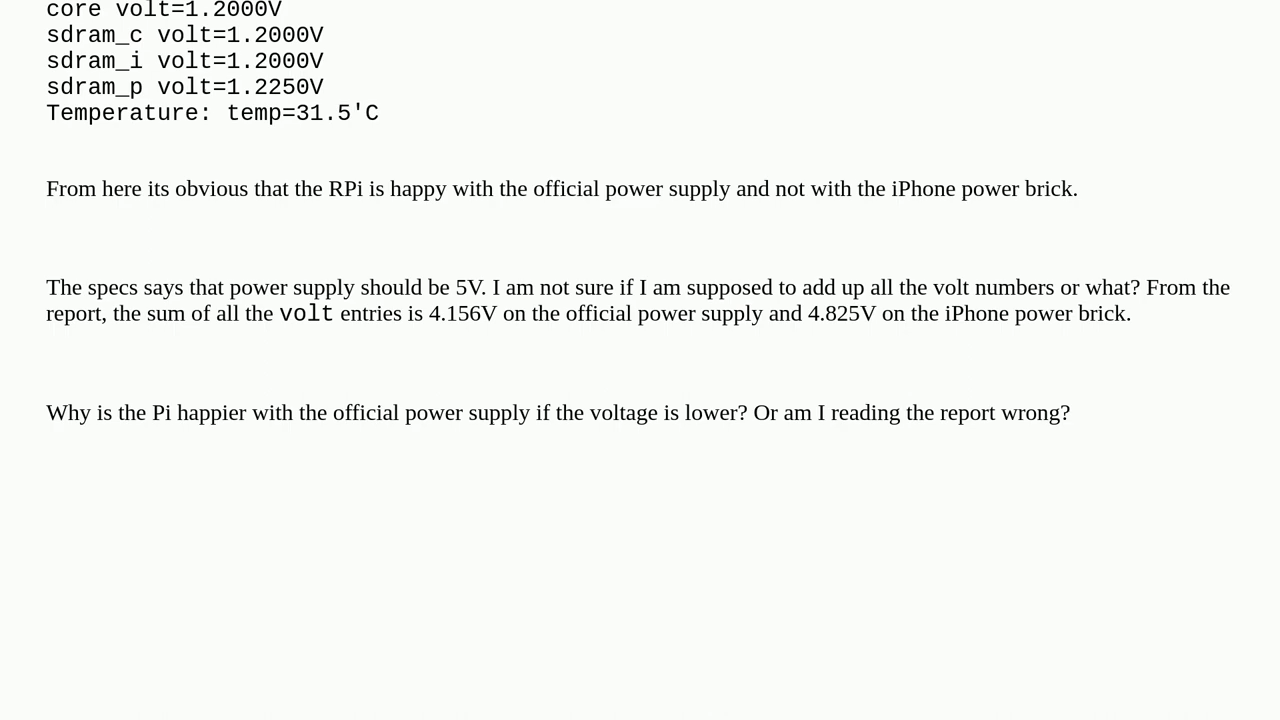 core volt=1.2000V
sdram_c volt=1.2000V
sdram_i volt=1.2000V
sdram_p volt=1.2250V
Temperature: temp=31.5'C
From here its obvious that the RPi is happy with the official power supply and not with the iPhone power brick.
The specs says that power supply should be 5V. I am not sure if I am supposed to add up all the volt numbers or what? From the
report, the sum of all the volt entries is 4.156V on the official power supply and 4.825V on the iPhone power brick.
Why is the Pi happier with the official power supply if the voltage is lower? Or am I reading the report wrong?